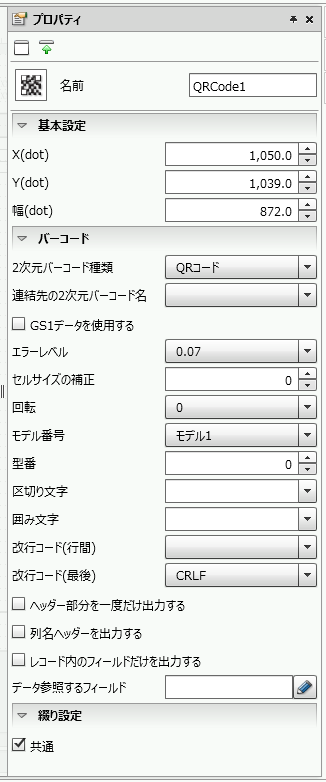 プロパティ
名前 QRCode1
基本設定
X(dot) 1,050.0
Y(dot) 1,039.0
幅(dot) 872.0
バーコード
2次元バーコード種類 QRコード
連結先の2次元バーコード名
GS1データを使用する
エラーレベル 0.07
セルサイズの補正 0
回転 0
モデル番号 モデル1
型番 0
区切り文字
囲み文字
改行コード(行間)
改行コード(最後) CRLF
ヘッダー部分を一度だけ出力する
列名ヘッダーを出力する
レコード内のフィールドだけを出力する
データ参照するフィールド
綴り設定
共通